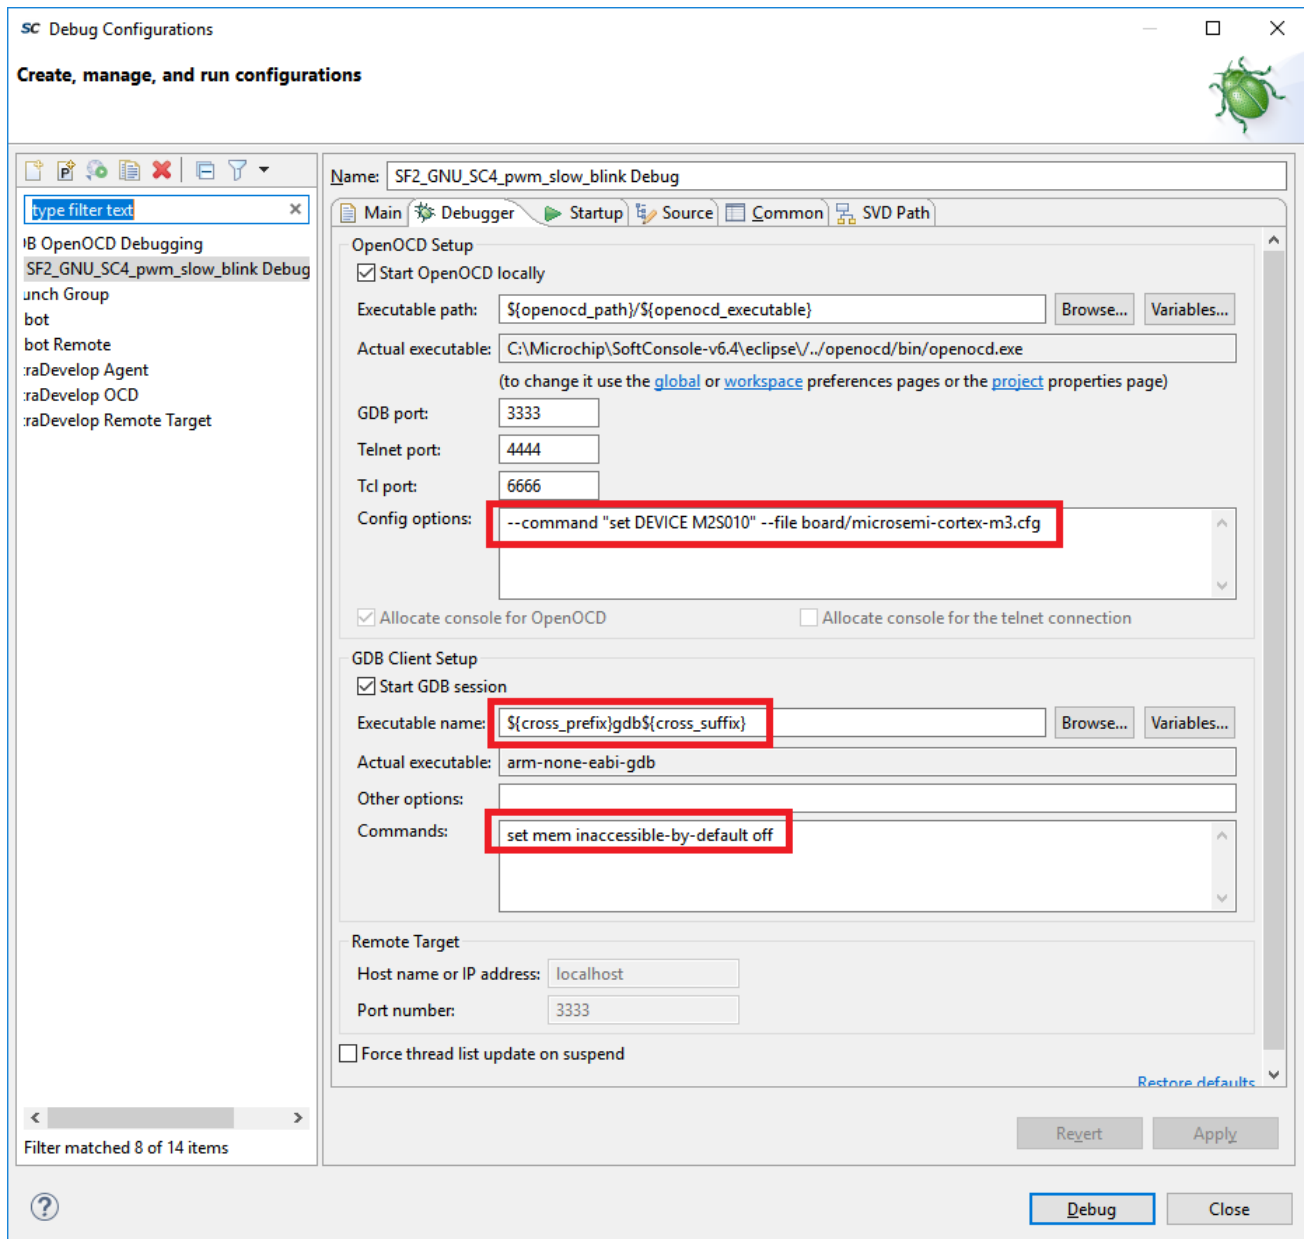 SC Debug Configurations
Create, manage, and run configurations
Name: SF2_GNU_SC4_pwm_slow_blink Debug
type filter text
Main Debugger Startup Source Common SVD Path
B OpenOCD Debugging
SF2_GNU_SC4_pwm_slow_blink Debug
unch Group
bot
bot Remote
raDevelop Agent
raDevelop OCD
raDevelop Remote Target
Filter matched 8 of 14 items
OpenOCD Setup
Start OpenOCD locally
Executable path: ${openocd_path}/${openocd_executable} Browse... Variables...
Actual executable: C:\Microchip\SoftConsole-v6.4\eclipse\/../openocd/bin/openocd.exe
(to change it use the global or workspace preferences pages or the project properties page)
GDB port: 3333
Telnet port: 4444
Tcl port: 6666
Config options: --command "set DEVICE M2S010" --file board/microsemi-cortex-m3.cfg
Allocate console for OpenOCD Allocate console for the telnet connection
GDB Client Setup
Start GDB session
Executable name: ${cross_prefix}gdb${cross_suffix} Browse... Variables...
Actual executable: arm-none-eabi-gdb
Other options:
Commands: set mem inaccessible-by-default off
Remote Target
Host name or IP address: localhost
Port number: 3333
Force thread list update on suspend
Restore defaults
Revert Apply
? Debug Close